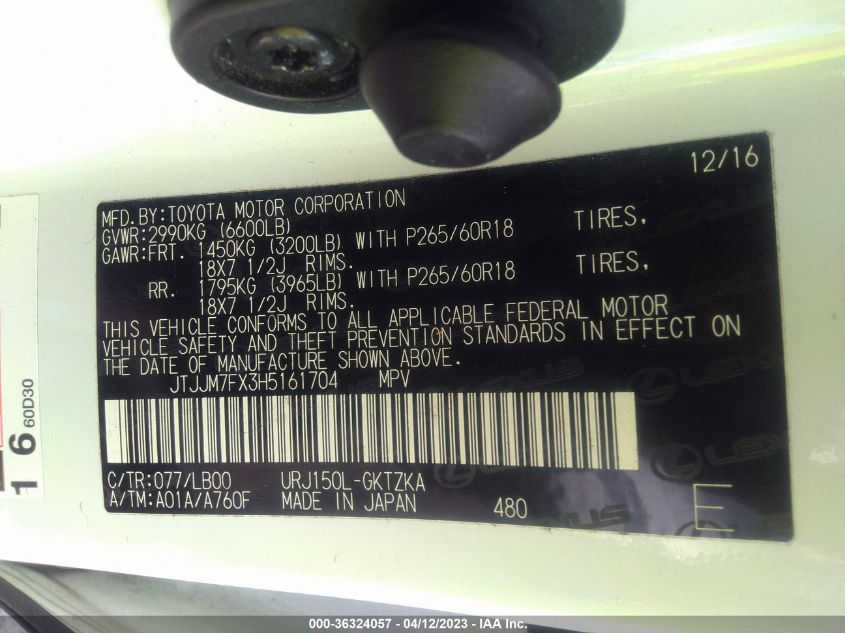 12/16
MFD.BY:TOYOTA MOTOR CORPORATION
GVWR:2990KG (6600LB)
GAWR:FRT. 1450KG (3200LB) WITH P265/60R18 TIRES,
18X7 1/2J RIMS.
RR. 1795KG (3965LB) WITH P265/60R18 TIRES,
18X7 1/2J RIMS.
THIS VEHICLE CONFORMS TO ALL APPLICABLE FEDERAL MOTOR
VEHICLE SAFETY AND THEFT PREVENTION STANDARDS IN EFFECT ON
THE DATE OF MANUFACTURE SHOWN ABOVE.
JTJJM7FX3H5161704 MPV
LEXUS
C/TR:077/LB00 URJ150L-GKTZKA
A/TM:A01A/A760F MADE IN JAPAN 480 E
16 60D30
000-36324057 - 04/12/2023 - IAA Inc.